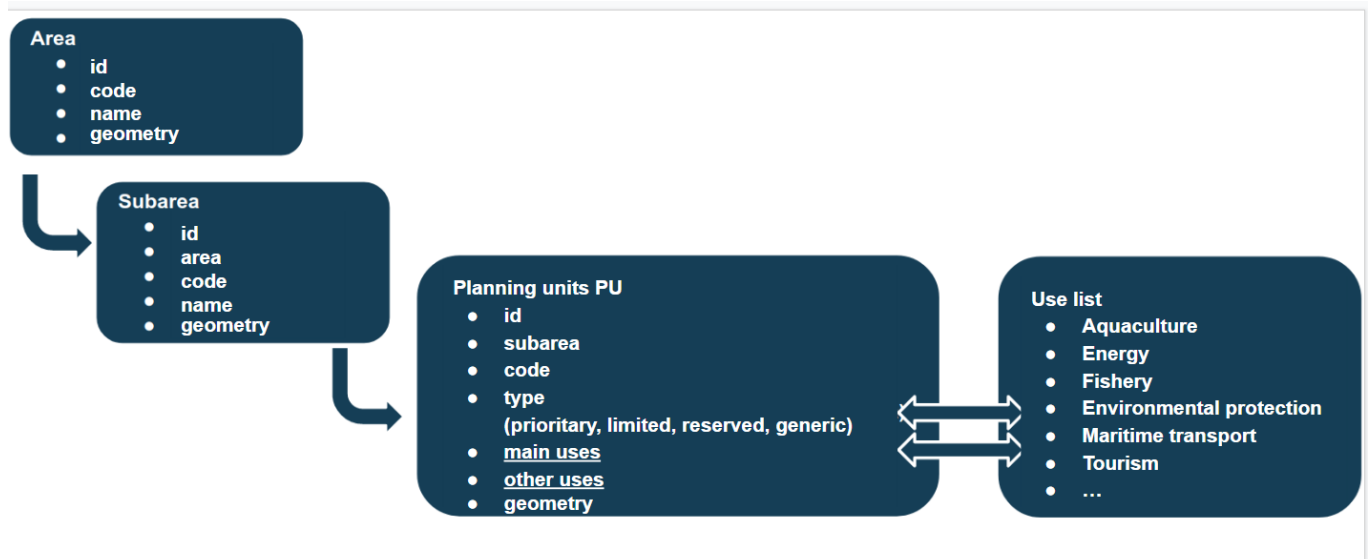 Area
● id
● code
● name
● geometry
Subarea
● id
● area
● code
● name
● geometry
Planning units PU
● id
● subarea
● code
● type
(prioritary, limited, reserved, generic)
● main uses
● other uses
● geometry
Use list
● Aquaculture
● Energy
● Fishery
● Environmental protection
● Maritime transport
● Tourism
● ...